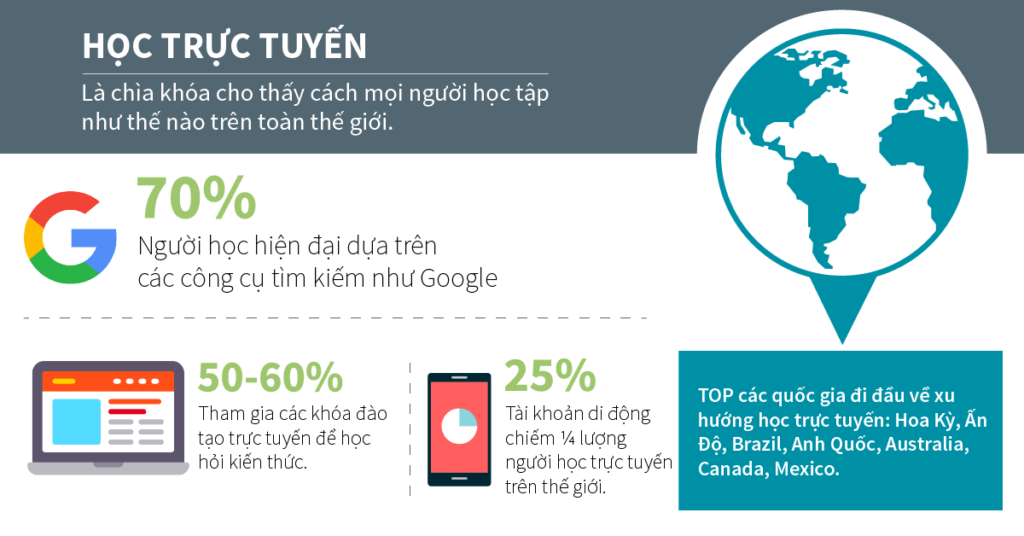 HỌC TRỰC TUYẾN
Là chìa khóa cho thấy cách mọi người học tập
như thế nào trên toàn thế giới.
70%
Người học hiện đại dựa trên
các công cụ tìm kiếm như Google
50-60%
Tham gia các khóa đào
tạo trực tuyến để học
hỏi kiến thức.
25%
Tài khoản di động
chiếm ¼ lượng
người học trực tuyến
trên thế giới.
TOP các quốc gia đi đầu về xu
hướng học trực tuyến: Hoa Kỳ, Ấn
Độ, Brazil, Anh Quốc, Australia,
Canada, Mexico.